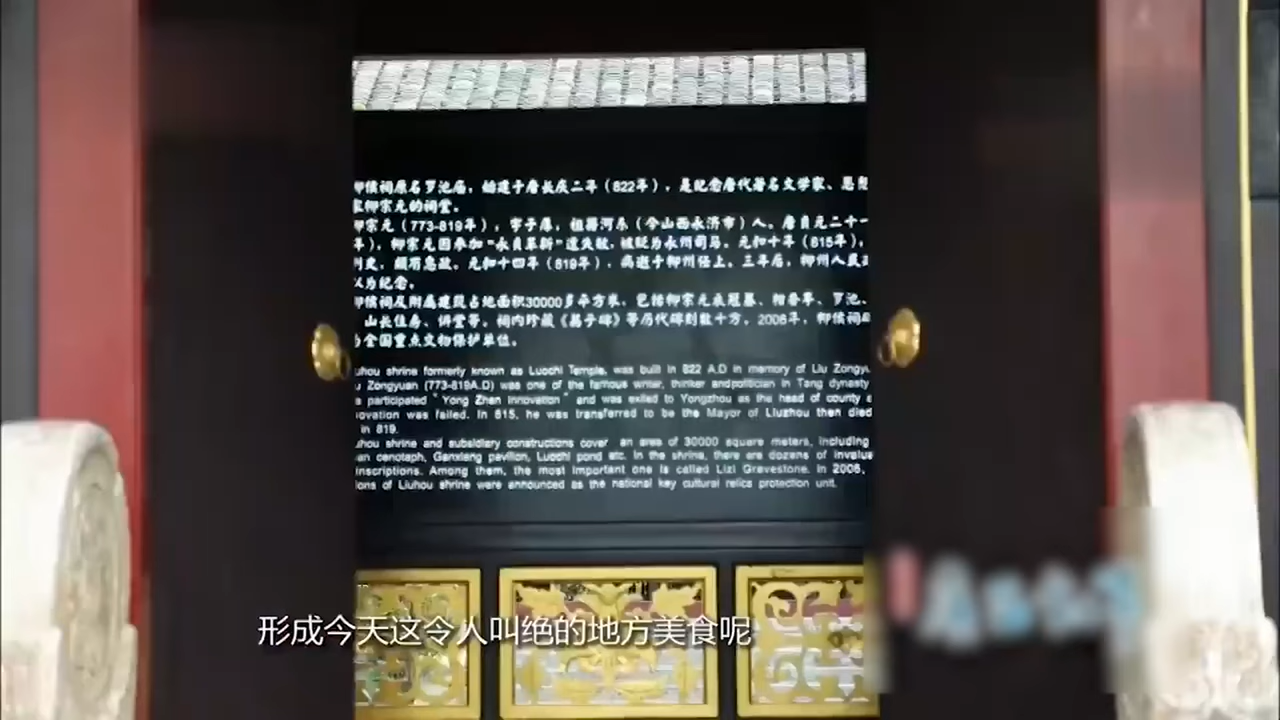 柳侯祠原名罗池庙，始建于唐长庆二年（822年），是纪念唐代著名文学家、思想
家柳宗元的祠堂。
柳宗元（773-819年），字子厚，祖籍河东（今山西永济市）人。唐贞元二十一
年），柳宗元因参加"永贞革新"遭失败，被贬为永州司马。元和十年（815年），
刺史，颇有惠政。元和十四年（819年），病逝于柳州任上。三年后，柳州人民
以为纪念。
柳侯祠及附属建筑占地面积30000多平方米，包括柳宗元衣冠墓、柑香亭、罗池、
山长住房、讲堂等。祠内珍藏《荔子碑》等历代碑刻数十方。2006年，柳侯祠
为全国重点文物保护单位。
uhou shrine formerly known as Luochi Temple, was built in 822 A.D in memory of Liu Zongyu
u Zongyuan (773-819A.D) was one of the famous writer, thinker andpolitician in Tang dynasty
e participated "Yong Zhen Innovation" and was exiled to Yongzhou as the head of county
ovation was failed. In 815, he was transferred to be the Mayor of Liuzhou then died
in 819.
uhou shrine and subsidiary constructions cover an area of 30000 square meters, including
an cenotaph, Ganxiang pavilion, Luochi pond etc. In the shrine, there are dozens of invalua
inscriptions. Among them, the most important one is called Lizi Gravestone. In 2006,
ions of Liuhou shrine were announced as the national key cultural relics protection unit.
形成今天这令人叫绝的地方美食呢